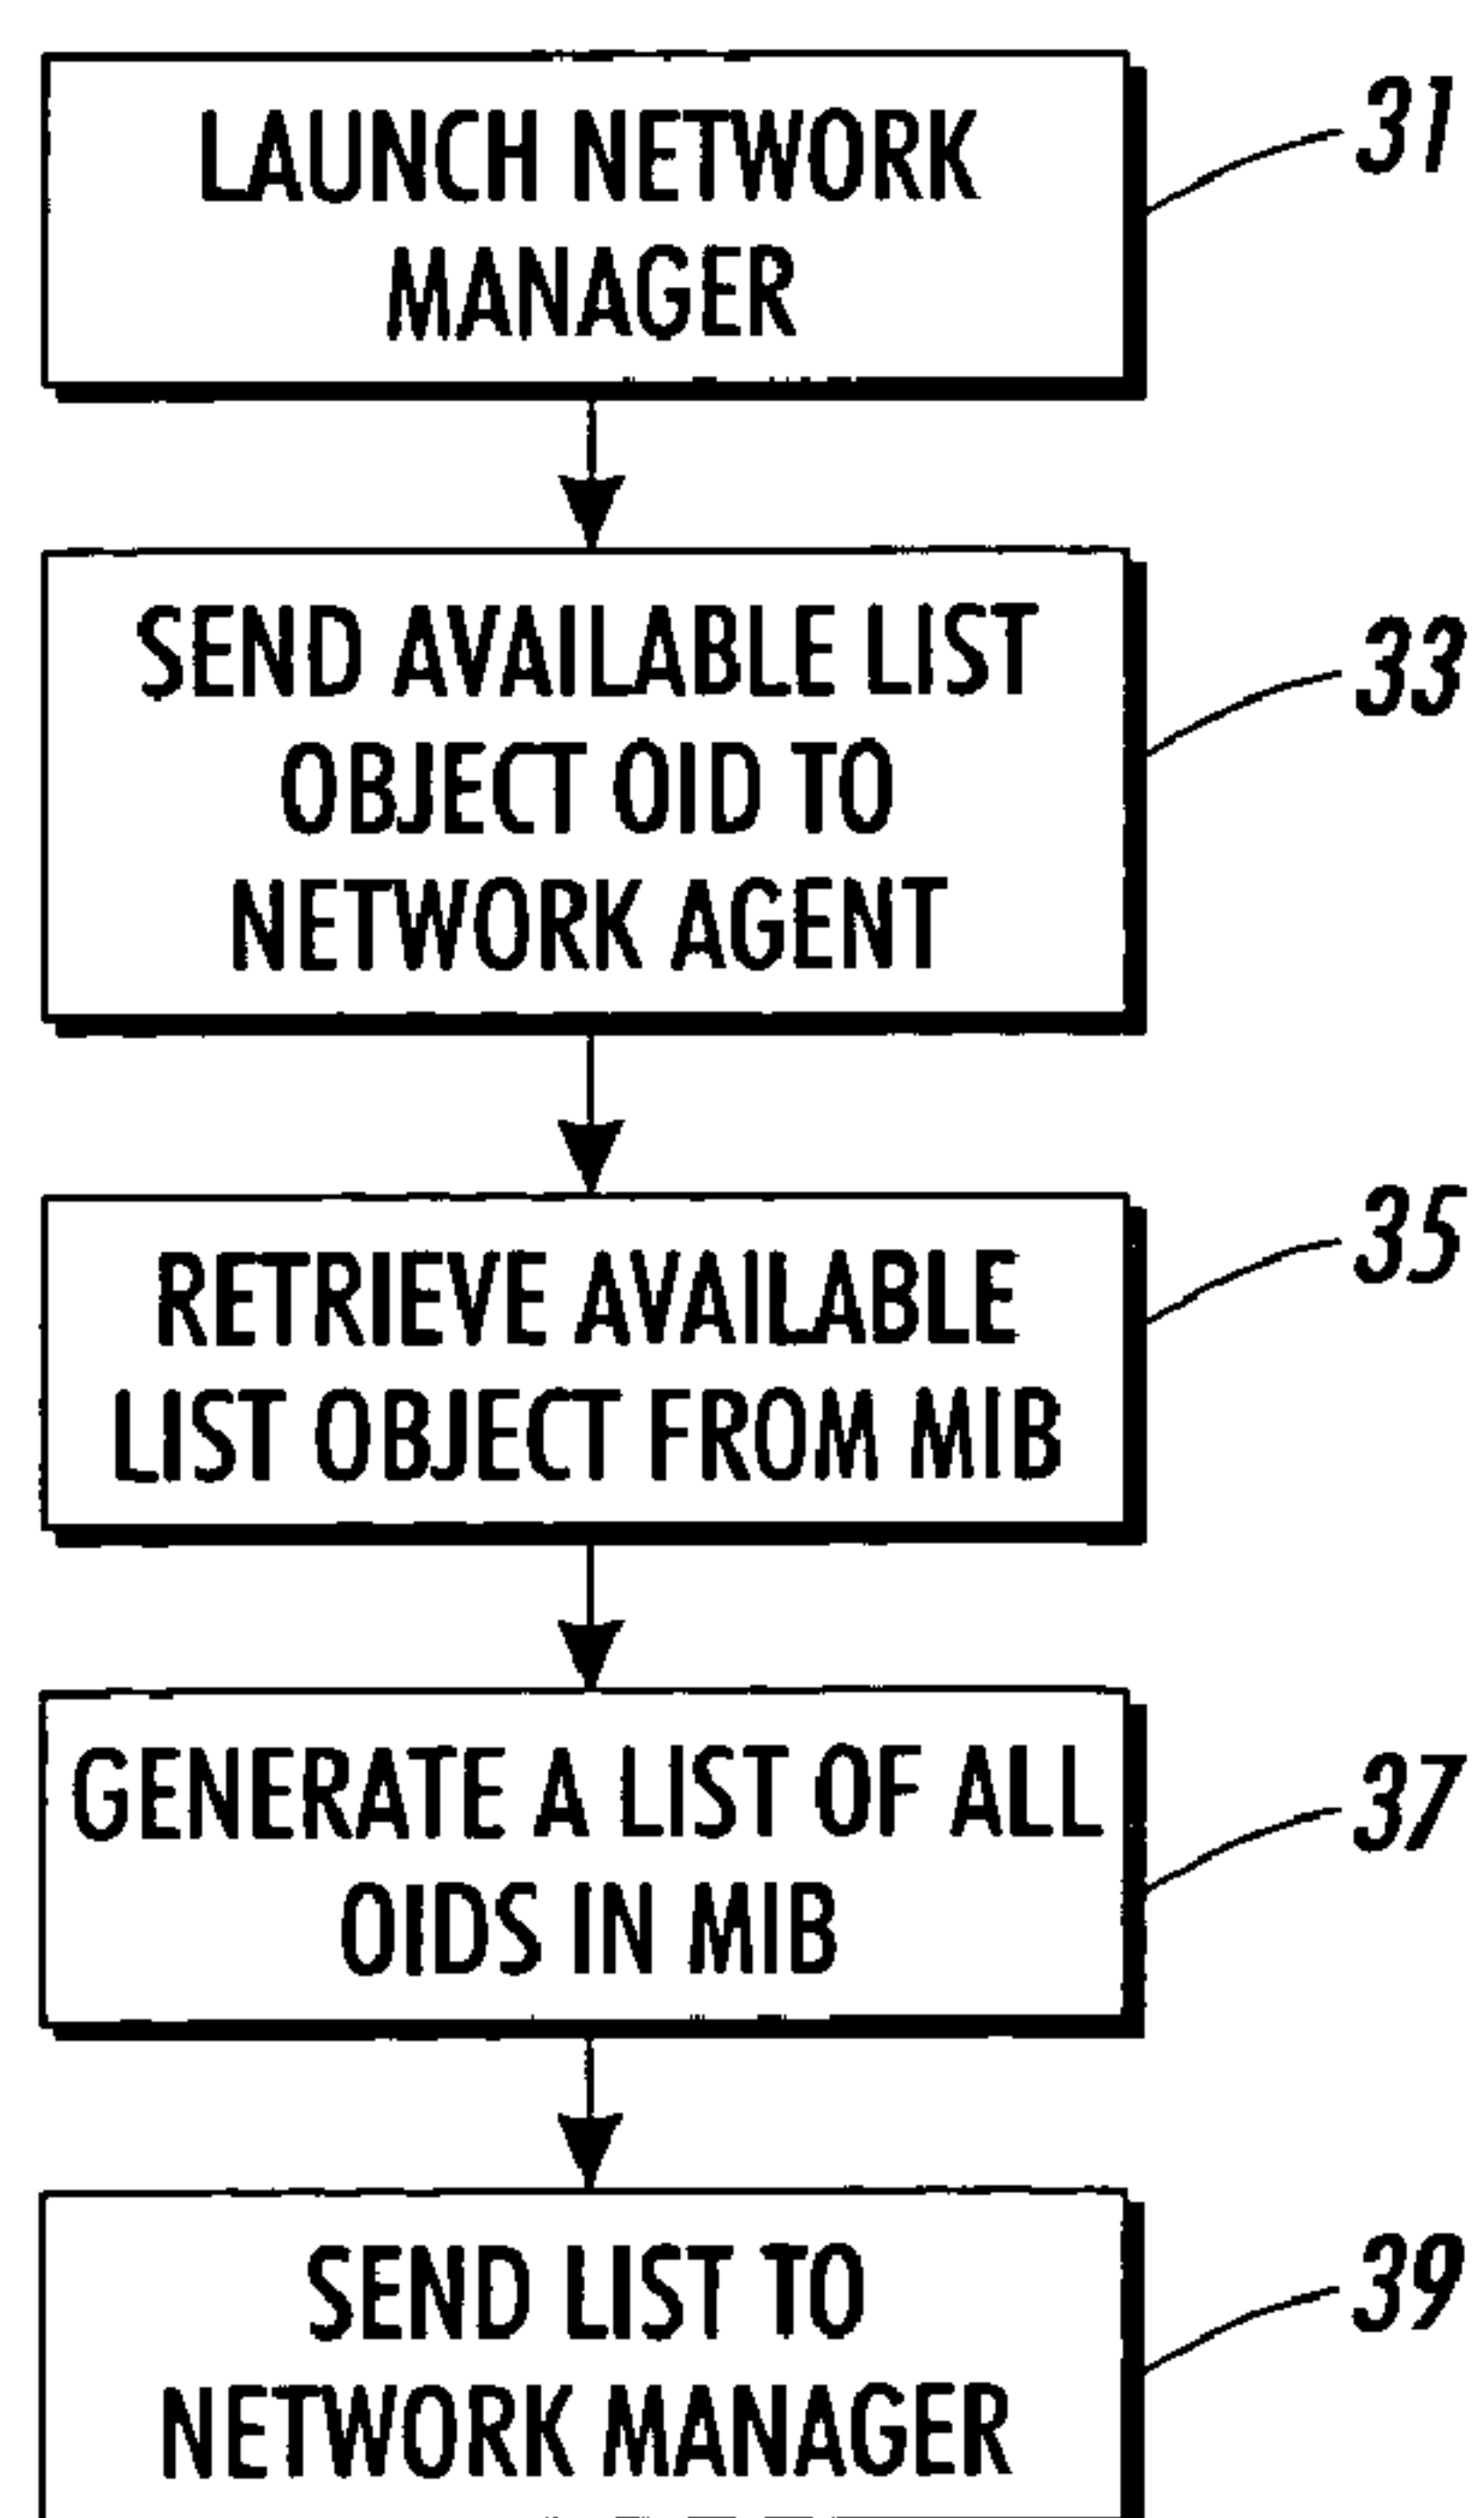 LAUNCH NETWORK
MANAGER
31
SEND AVAILABLE LIST
OBJECT OID TO
NETWORK AGENT
33
RETRIEVE AVAILABLE
LIST OBJECT FROM MIB
35
GENERATE A LIST OF ALL
OIDS IN MIB
37
SEND LIST TO
NETWORK MANAGER
39